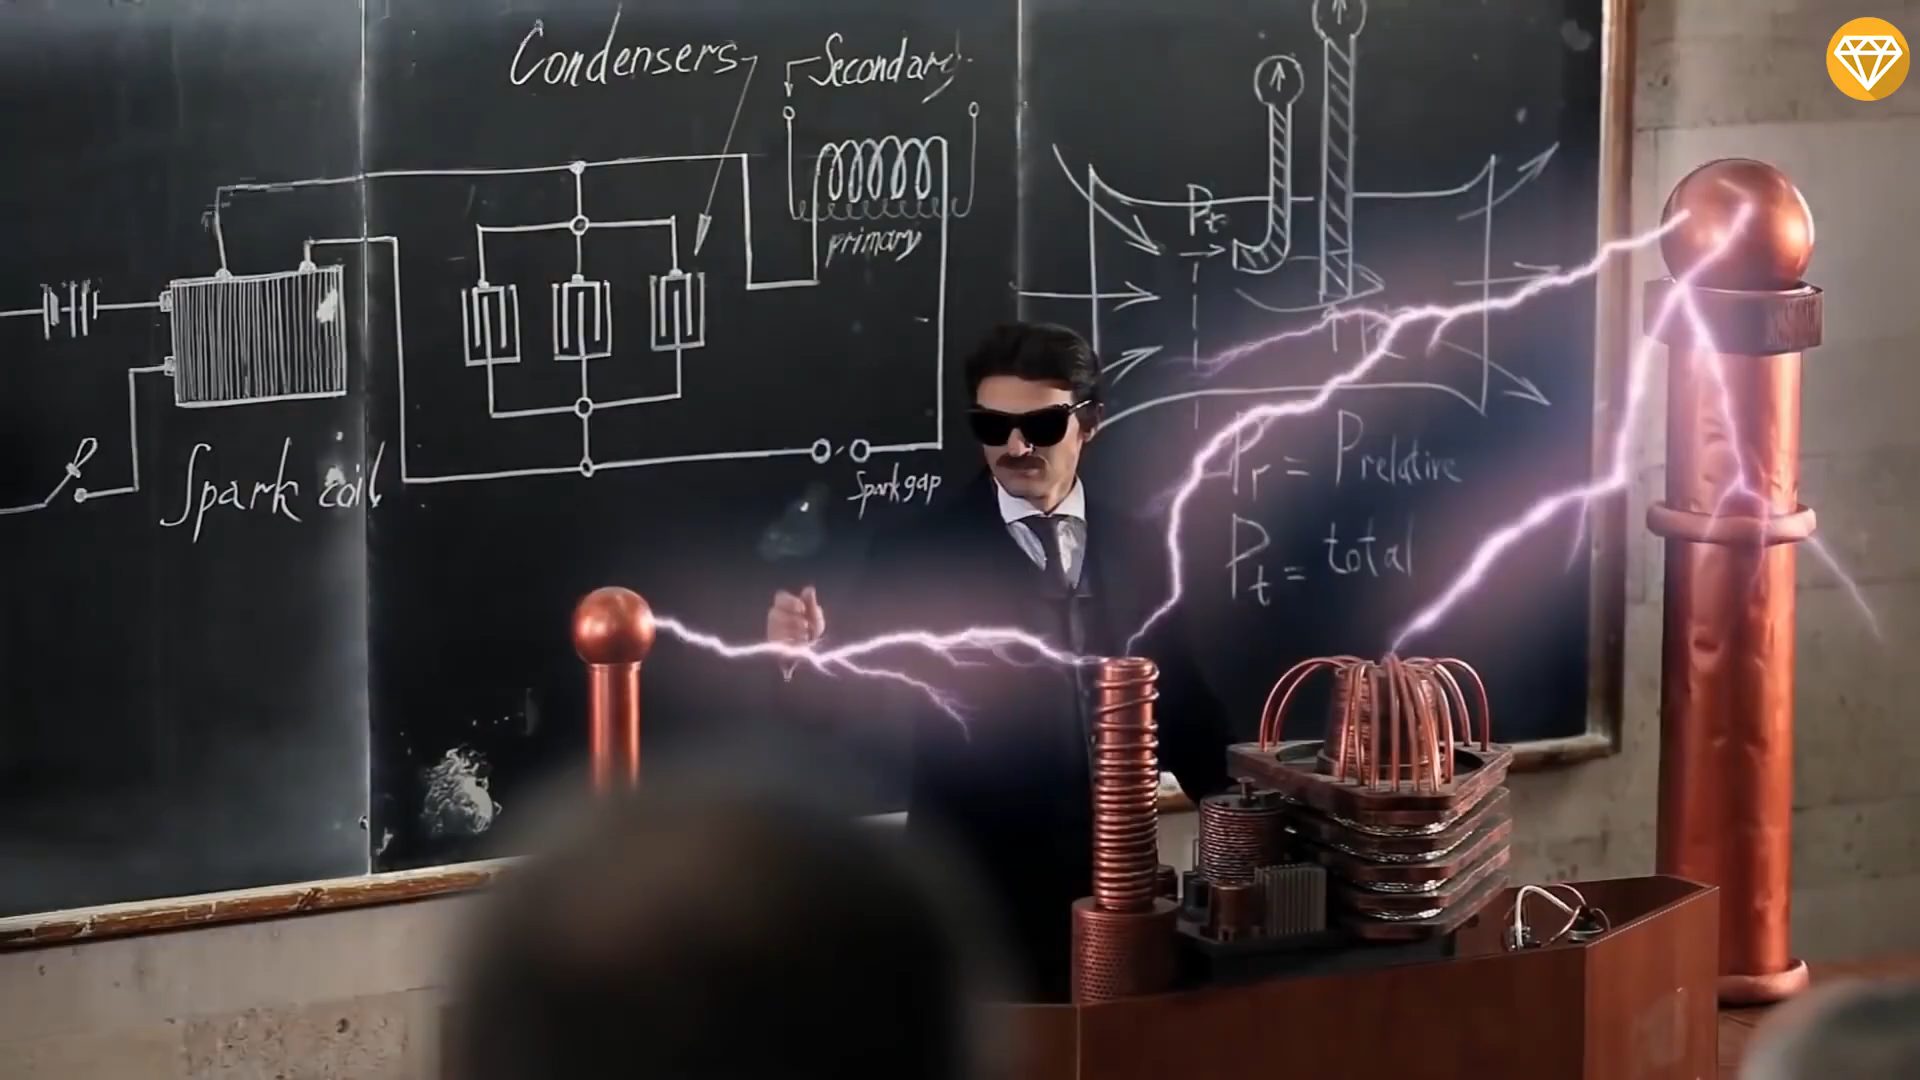 Condensers
Secondary
primary
Pt
Spark coil
Spark gap
Pr = Prelative
Pt = total